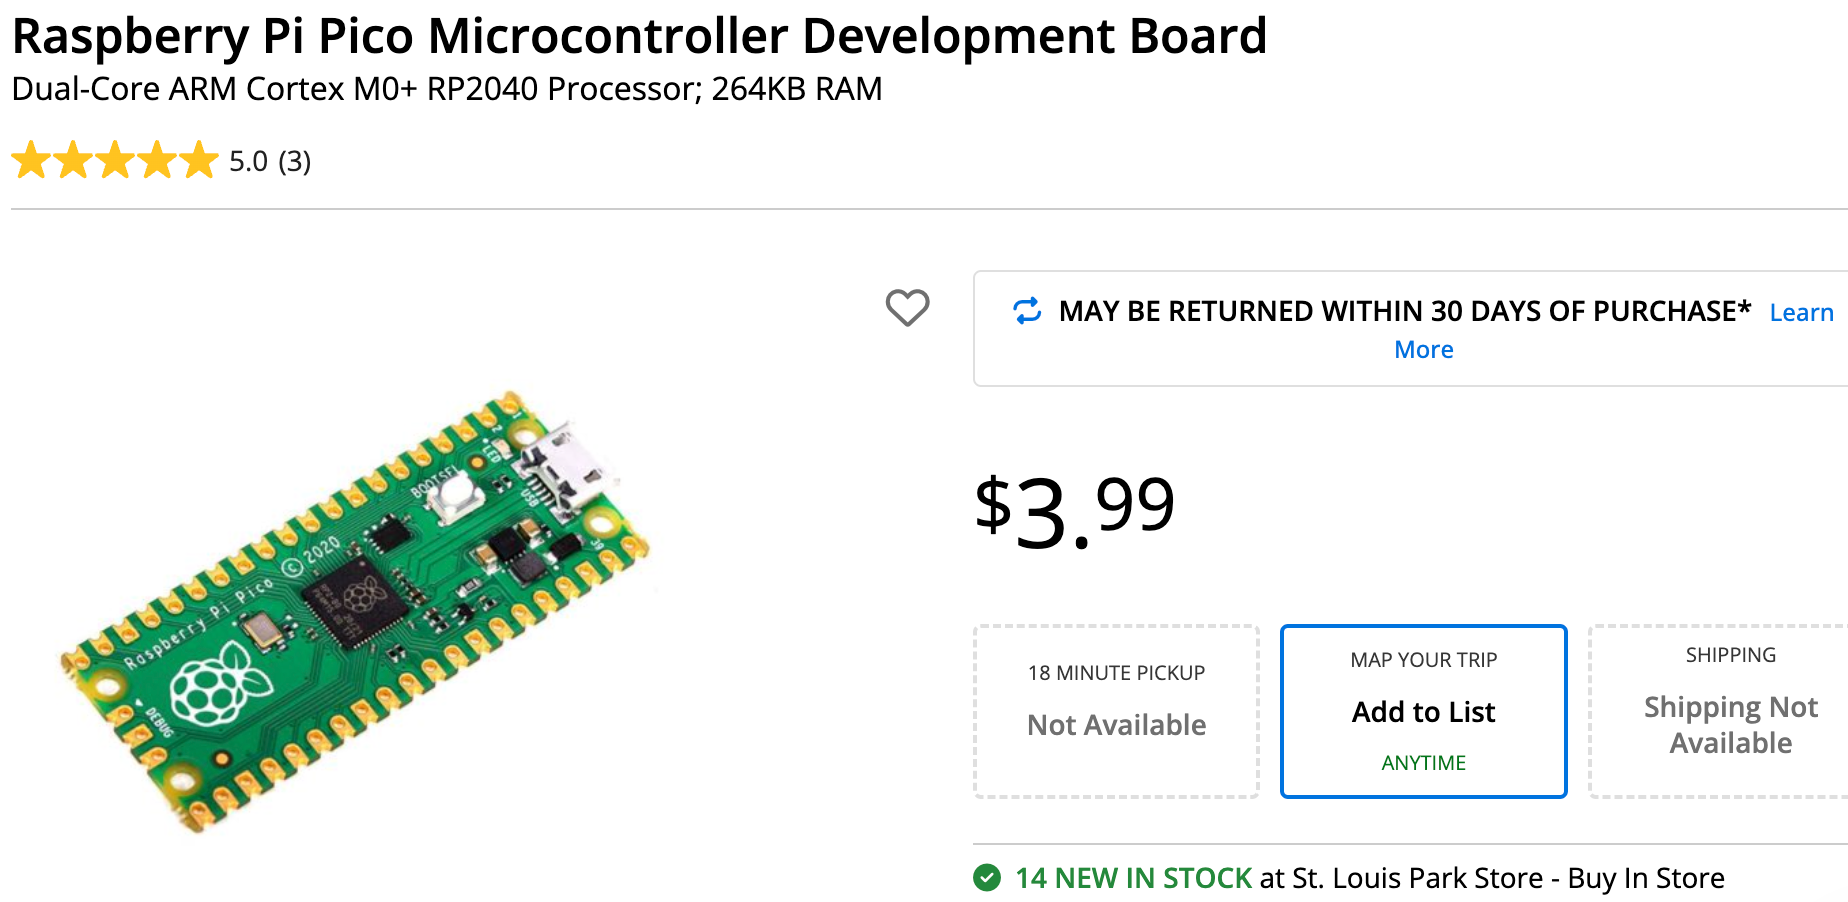 Raspberry Pi Pico Microcontroller Development Board
Dual-Core ARM Cortex M0+ RP2040 Processor; 264KB RAM
5.0 (3)
MAY BE RETURNED WITHIN 30 DAYS OF PURCHASE* Learn
More
$3.99
18 MINUTE PICKUP
Not Available
MAP YOUR TRIP
Add to List
ANYTIME
SHIPPING
Shipping Not
Available
14 NEW IN STOCK at St. Louis Park Store - Buy In Store
Raspberry Pi Pico © 2020
BOOTSEL
LED
USB
DEBUG
1
2
39